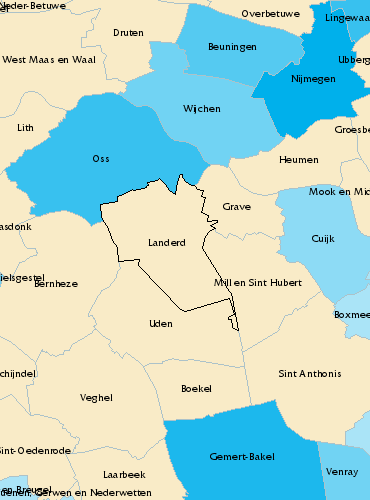 Neder-Betuwe
Overbetuwe
Lingewaa
Druten
Beuningen
West Maas en Waal
Ubberg
Nijmegen
Wijchen
Lith
Groesbe
Oss
Heumen
Mook en Mid
Grave
asdonk
Landerd
Cuijk
ielsgestel
Bernheze
Mill en Sint Hubert
Boxmee
Uden
chijndel
Sint Anthonis
Boekel
Veghel
Sint-Oedenrode
Gemert-Bakel
Laarbeek
Venray
en Breugel
uenen, Gerwen en Nederwetten